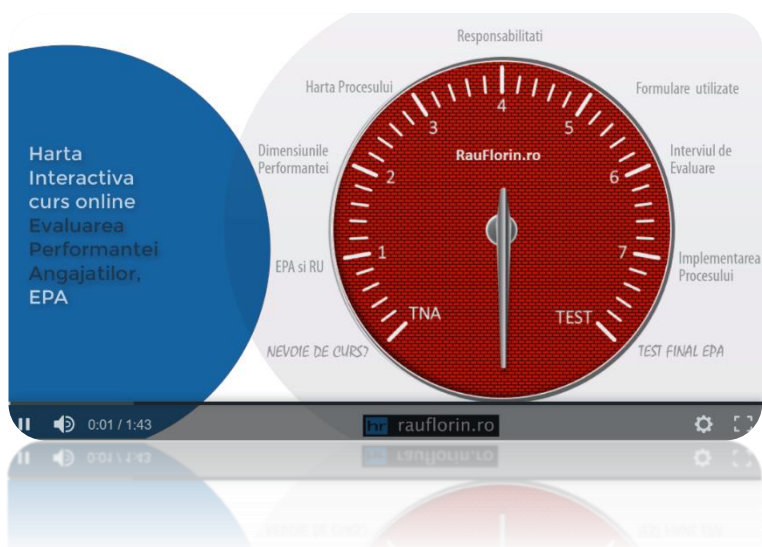 Harta
Interactiva
curs online
Evaluarea
Performantei
Angajatilor,
EPA
Responsabilitati
Harta Procesului
Formulare utilizate
Dimensiunile
Performantei
Interviul de
Evaluare
EPA si RU
Implementarea
Procesului
NEVOIE DE CURS?
TEST FINAL EPA
4
3
5
RauFlorin.ro
2
6
1
7
TNA
TEST
0:01 / 1:43
hr rauflorin.ro